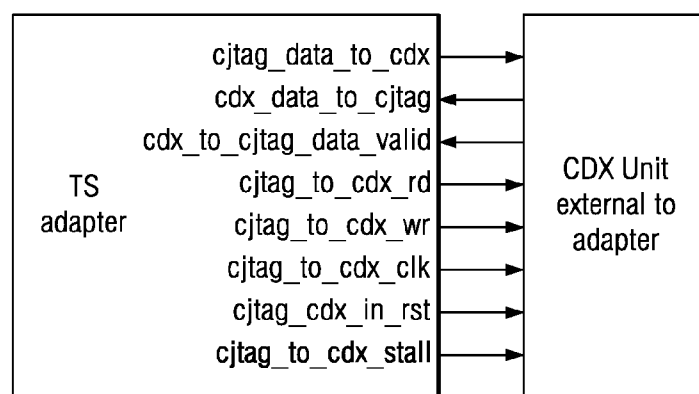 cjtag_data_to_cdx
cdx_data_to_cjtag
cdx_to_cjtag_data_valid
cjtag_to_cdx_rd
cjtag_to_cdx_wr
cjtag_to_cdx_clk
cjtag_cdx_in_rst
cjtag_to_cdx_stall
TS
adapter
CDX Unit
external to
adapter